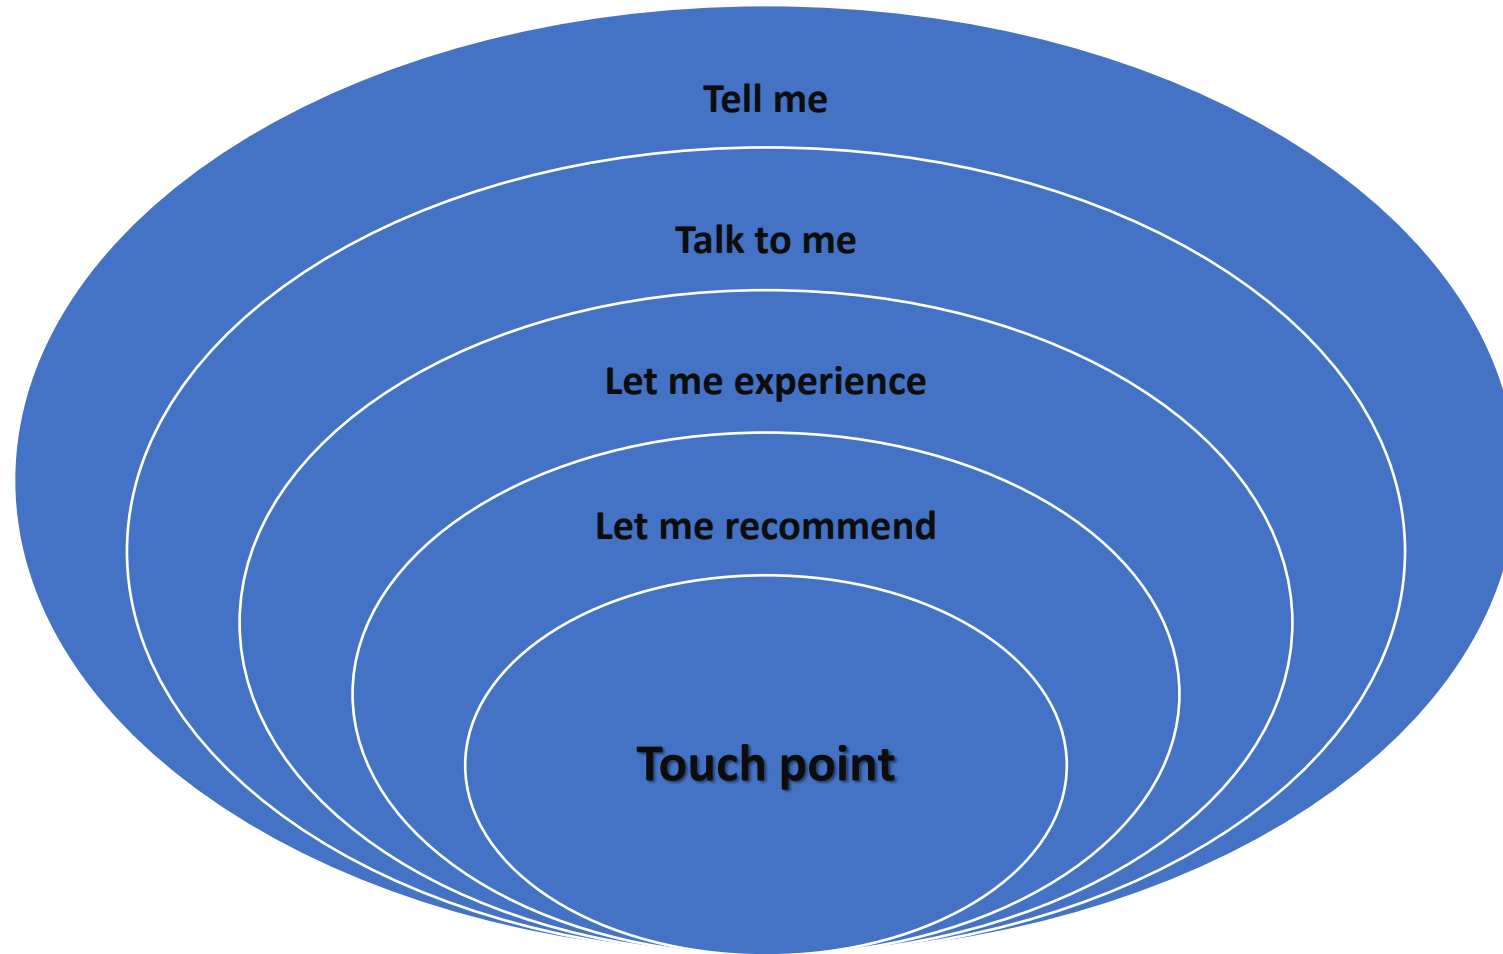 Tell me
Talk to me
Let me experience
Let me recommend
Touch point